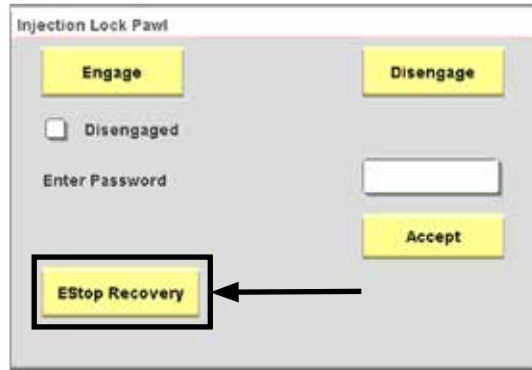 Injection Lock Pawl
Engage
Disengage
Disengaged
Enter Password
Accept
EStop Recovery